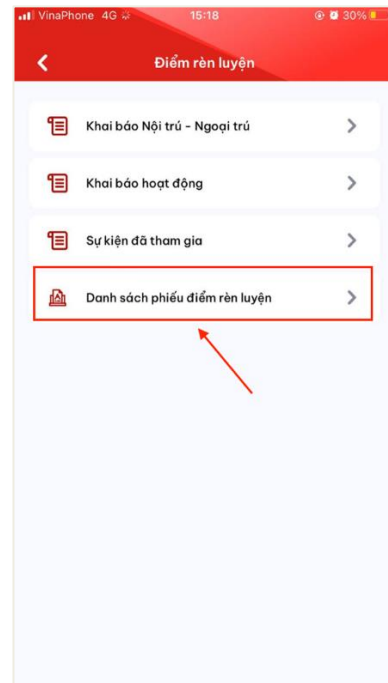 VinaPhone 4G 15:18 30%
Điểm rèn luyện
Khai báo Nội trú - Ngoại trú
Khai báo hoạt động
Sự kiện đã tham gia
Danh sách phiếu điểm rèn luyện